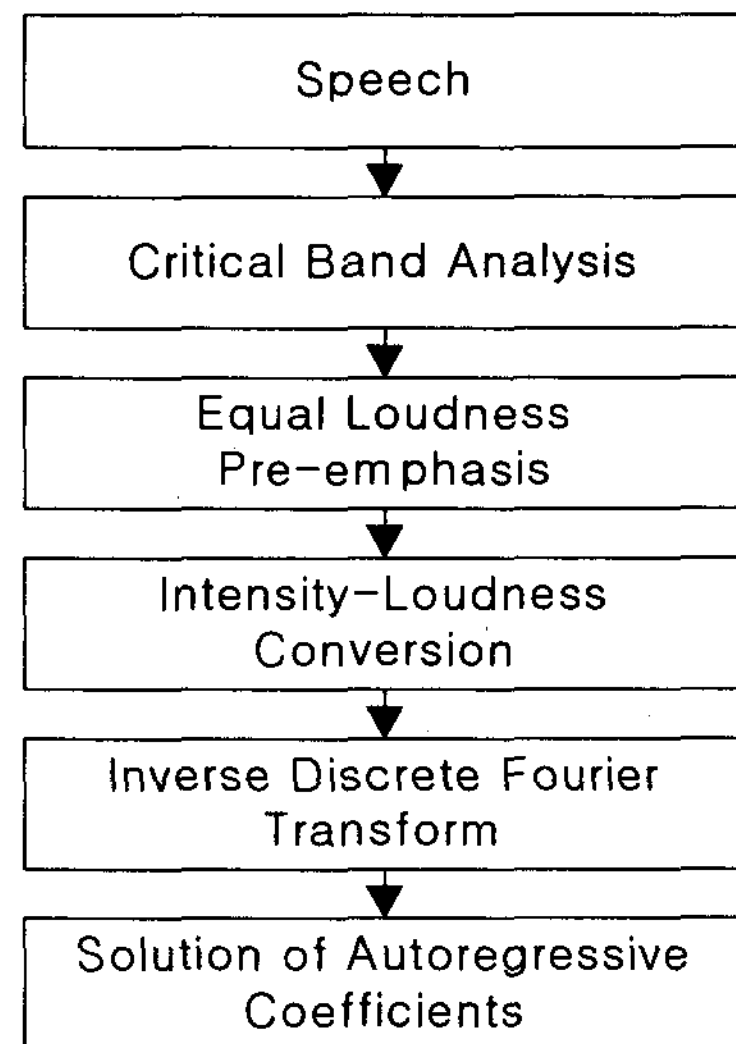 Speech
Critical Band Analysis
Equal Loudness
Pre-emphasis
Intensity-Loudness
Conversion
Inverse Discrete Fourier
Transform
Solution of Autoregressive
Coefficients